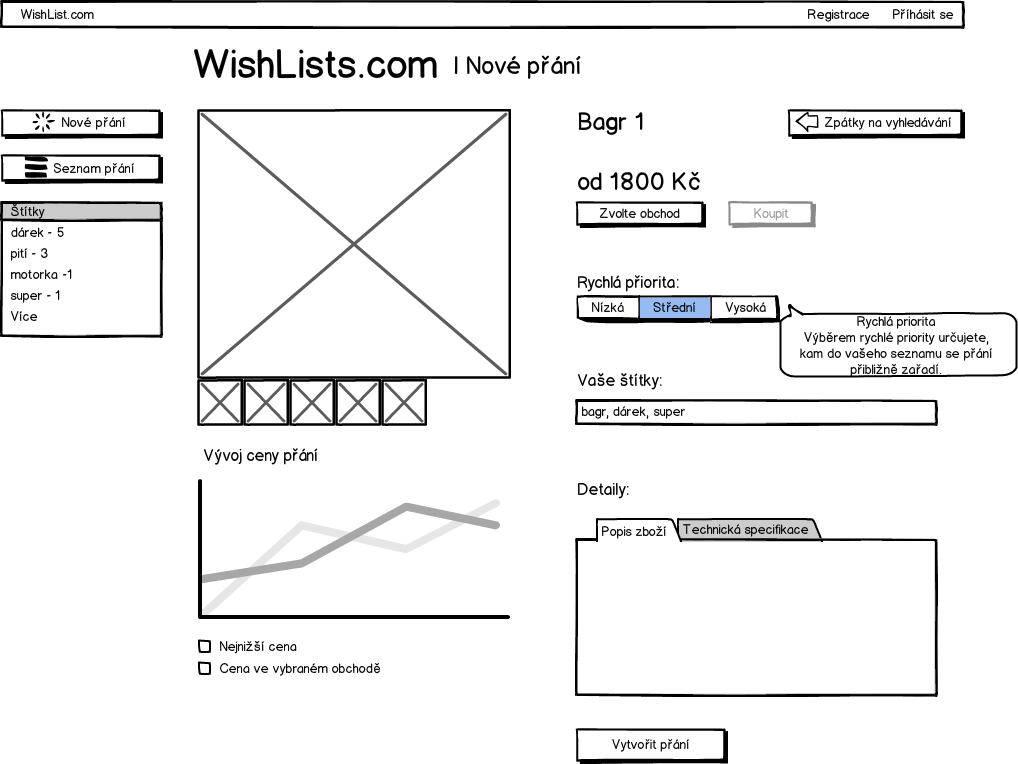 WishList.com
Registrace
Příhásit se
WishLists.com | Nové přání
Nové přání
Seznam přání
Štítky
dárek - 5
pití - 3
motorka -1
super - 1
Více
Bagr 1
Zpátky na vyhledávání
od 1800 Kč
Zvolte obchod
Koupit
Rychlá přiorita:
Nízká
Střední
Vysoká
Rychlá priorita
Výběrem rychlé priority určujete,
kam do vašeho seznamu se přání
přibližně zařadí.
Vaše štítky:
bagr, dárek, super
Vývoj ceny přání
Nejnižší cena
Cena ve vybraném obchodě
Detaily:
Popis zboží
Technická specifikace
Vytvořit přání